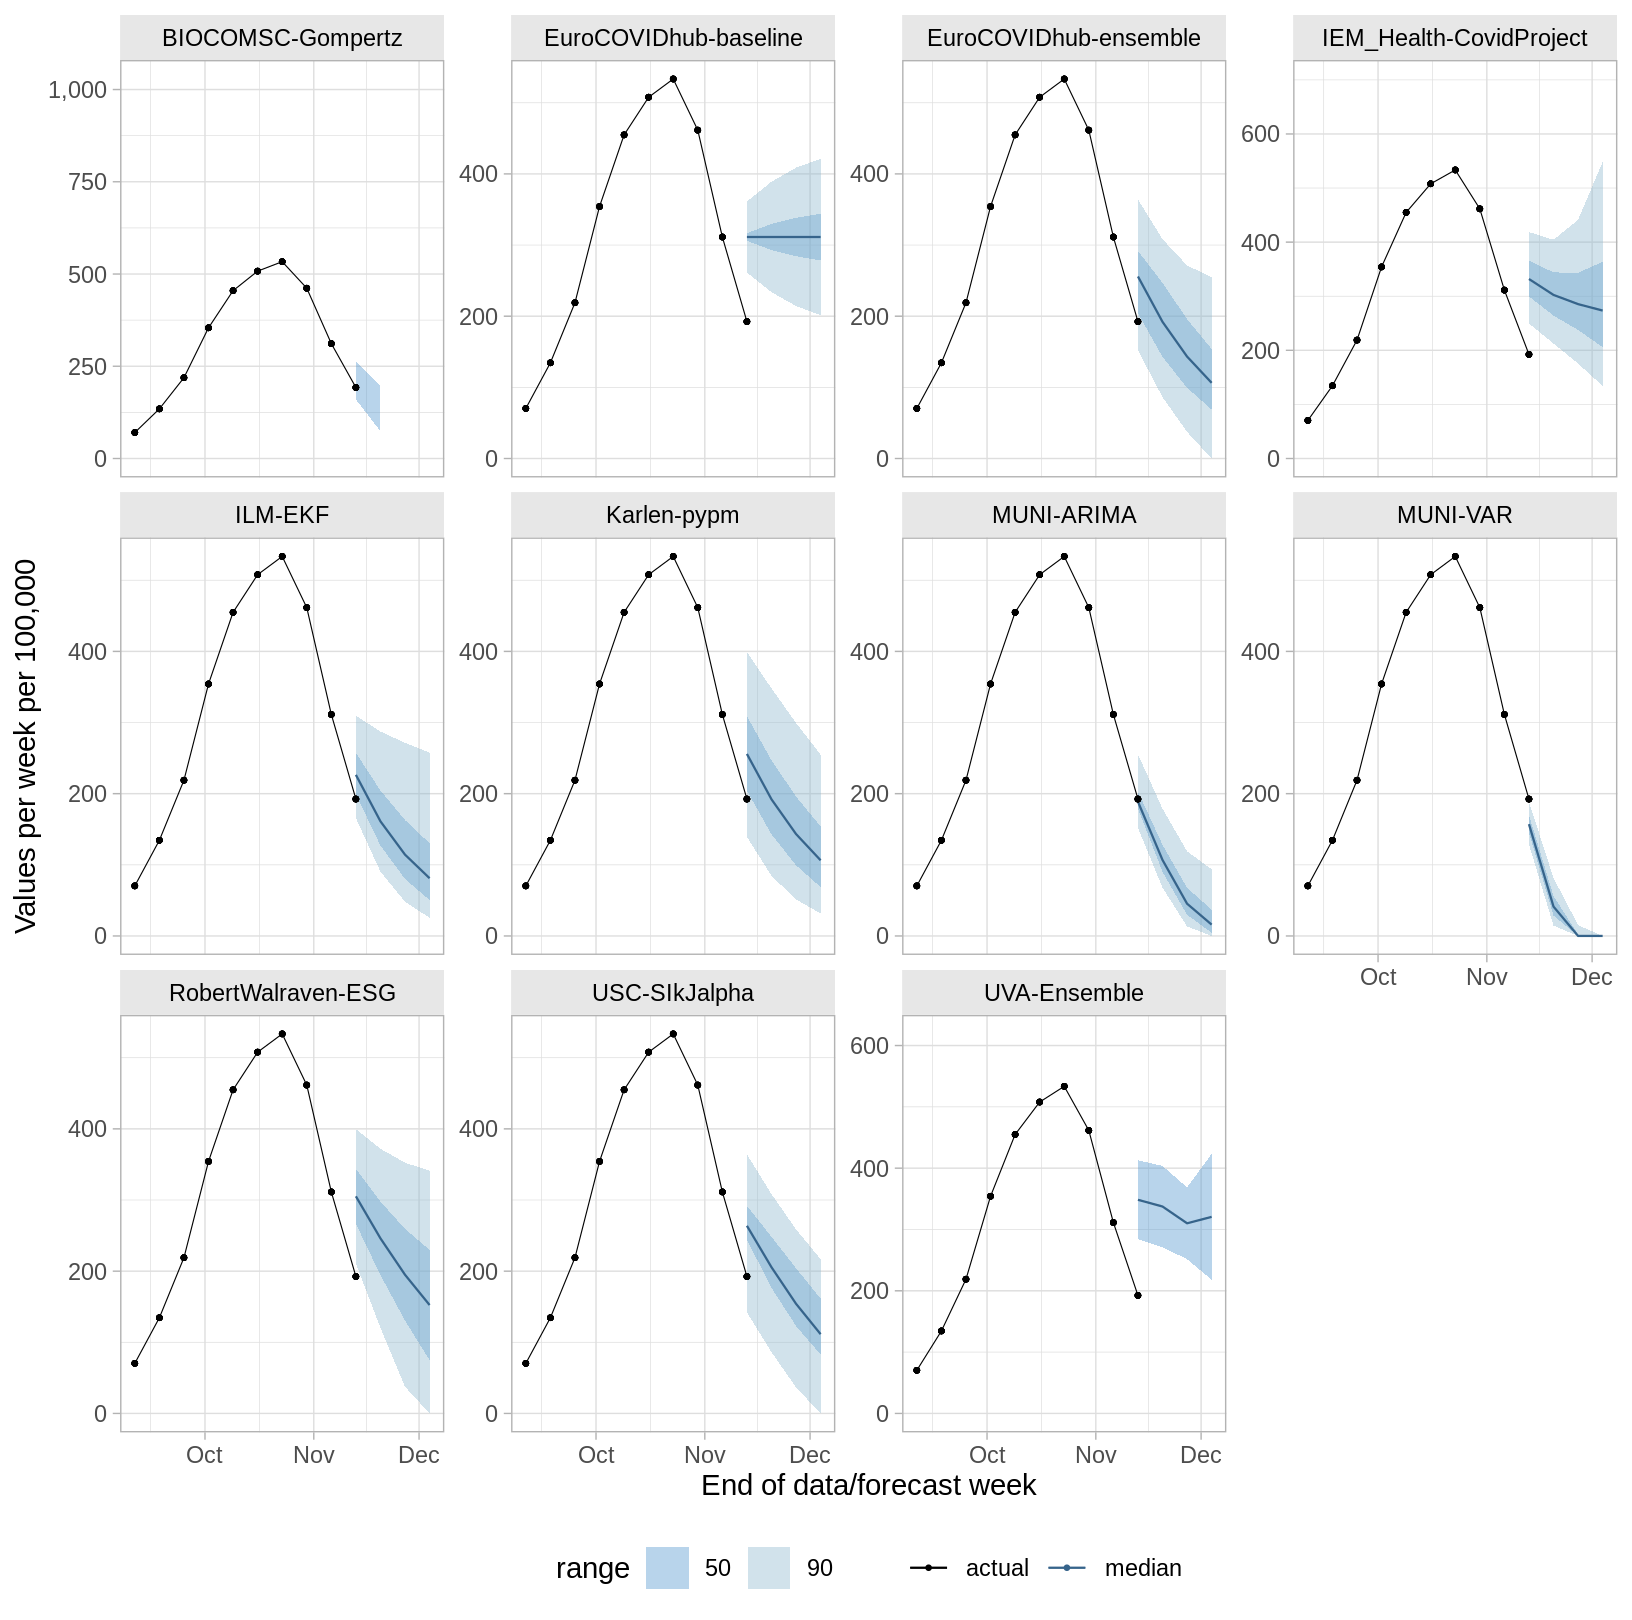 BIOCOMSC-Gompertz
EuroCOVIDhub-baseline
EuroCOVIDhub-ensemble
IEM_Health-CovidProject
1,000
750
500
250
0
400
200
0
400
200
0
600
400
200
0
Values per week per 100,000
ILM-EKF
Karlen-pypm
MUNI-ARIMA
MUNI-VAR
400
200
0
400
200
0
400
200
0
400
200
0
Oct Nov Dec
RobertWalraven-ESG
USC-SIkJalpha
UVA-Ensemble
400
200
0
400
200
0
600
400
200
0
Oct Nov Dec
Oct Nov Dec
Oct Nov Dec
End of data/forecast week
range 50 90 actual median